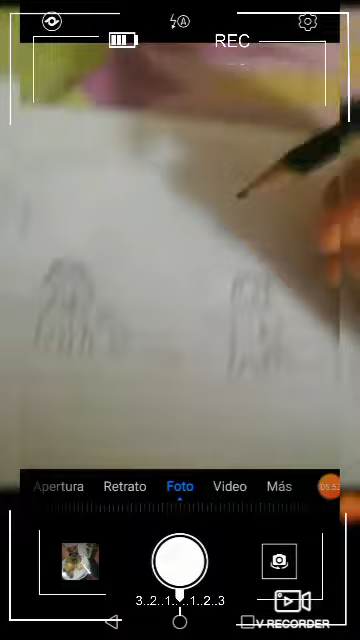 REC
Apertura Retrato Foto Video Más
3..2..1....1..2..3
V RECORDER